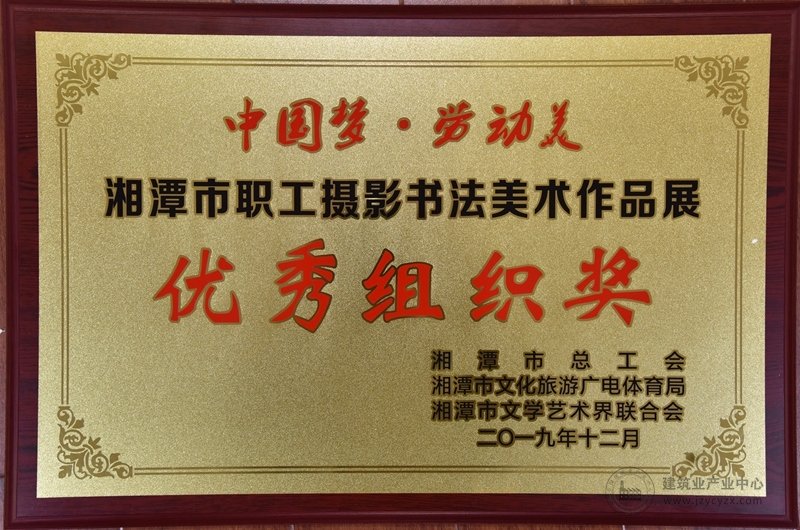 中国梦·劳动美
湘潭市职工摄影书法美术作品展
优秀组织奖
湘潭市总工会
湘潭市文化旅游广电体育局
湘潭市文学艺术界联合会
二〇一九年十二月
建筑业产业中心
www.jzycyzx.com